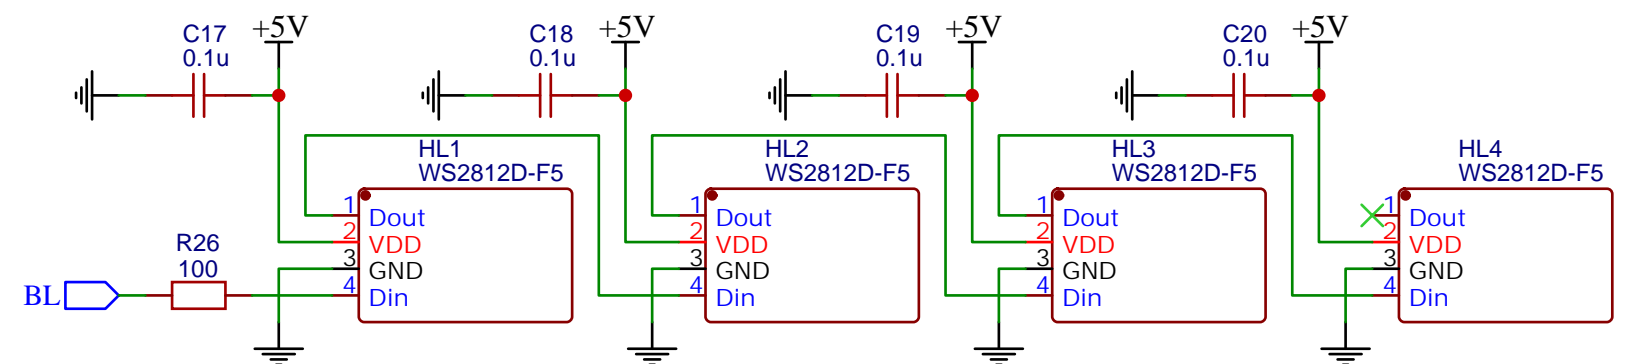 C17
0.1u
+5V
C18
0.1u
+5V
C19
0.1u
+5V
C20
0.1u
+5V
HL1
WS2812D-F5
1 Dout
2 VDD
3 GND
4 Din
HL2
WS2812D-F5
1 Dout
2 VDD
3 GND
4 Din
HL3
WS2812D-F5
1 Dout
2 VDD
3 GND
4 Din
HL4
WS2812D-F5
1 Dout
2 VDD
3 GND
4 Din
R26
100
BL